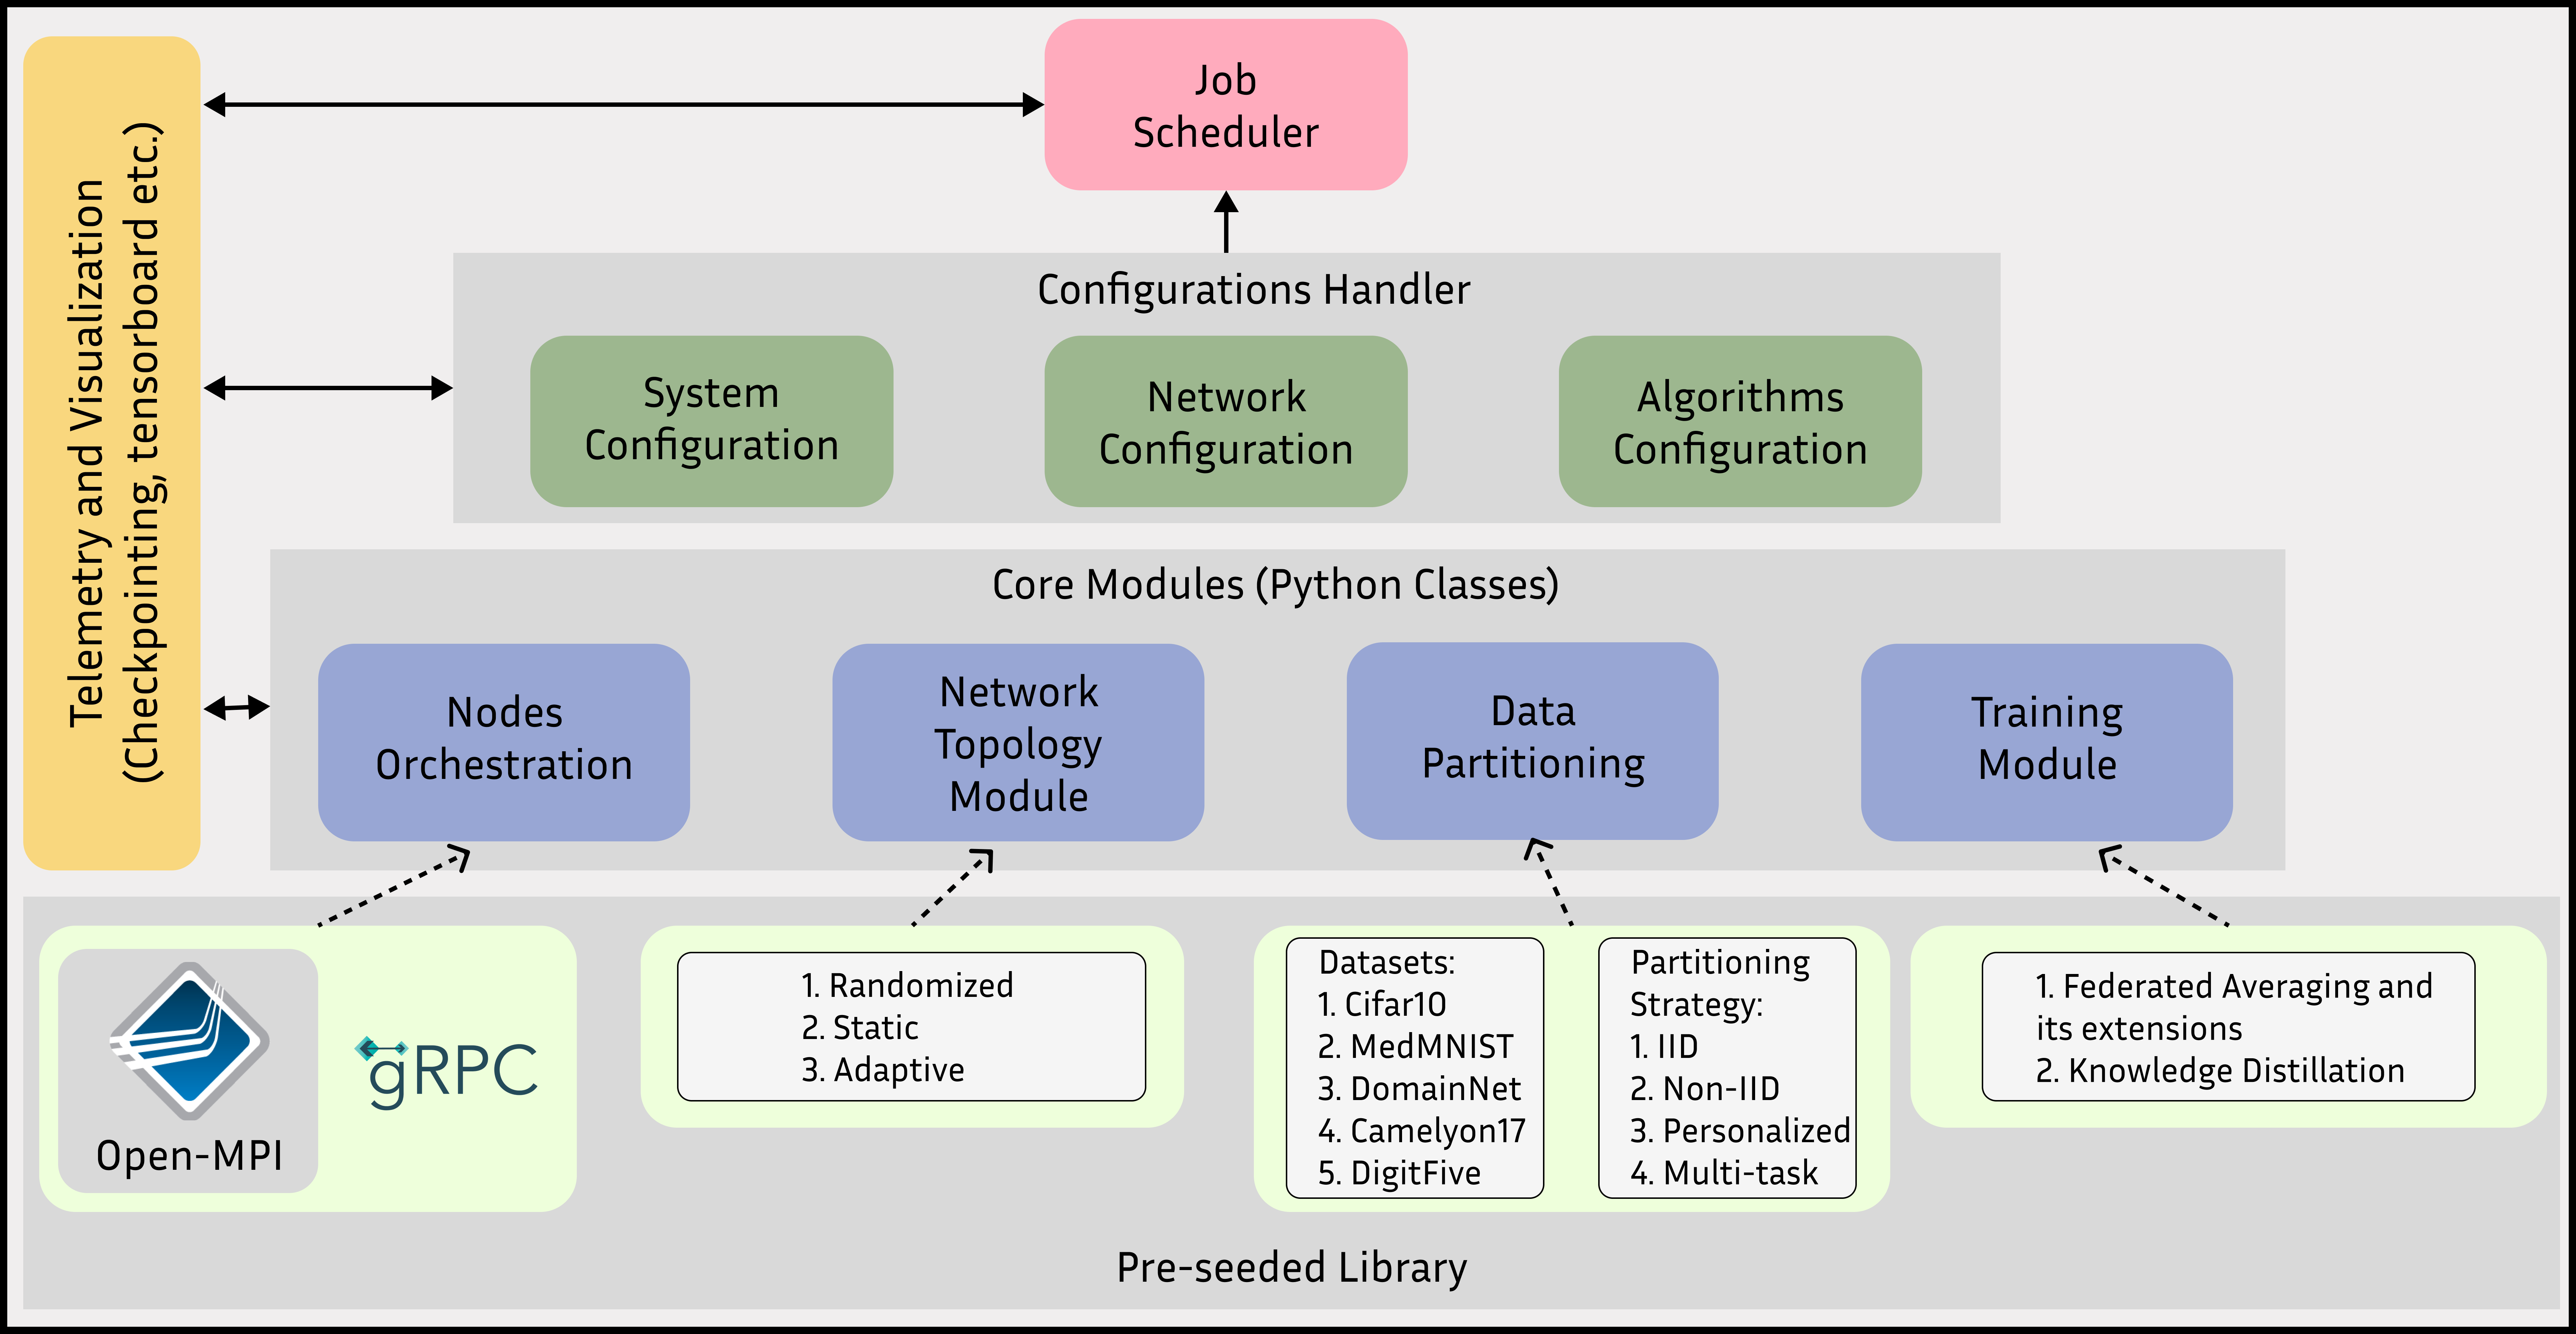 Job
Scheduler
Telemetry and Visualization
(Checkpointing, tensorboard etc.)
Configurations Handler
System
Configuration
Network
Configuration
Algorithms
Configuration
Core Modules (Python Classes)
Nodes
Orchestration
Network
Topology
Module
Data
Partitioning
Training
Module
Open-MPI
gRPC
1. Randomized
2. Static
3. Adaptive
Datasets:
1. Cifar10
2. MedMNIST
3. DomainNet
4. Camelyon17
5. DigitFive
Partitioning
Strategy:
1. IID
2. Non-IID
3. Personalized
4. Multi-task
1. Federated Averaging and
its extensions
2. Knowledge Distillation
Pre-seeded Library